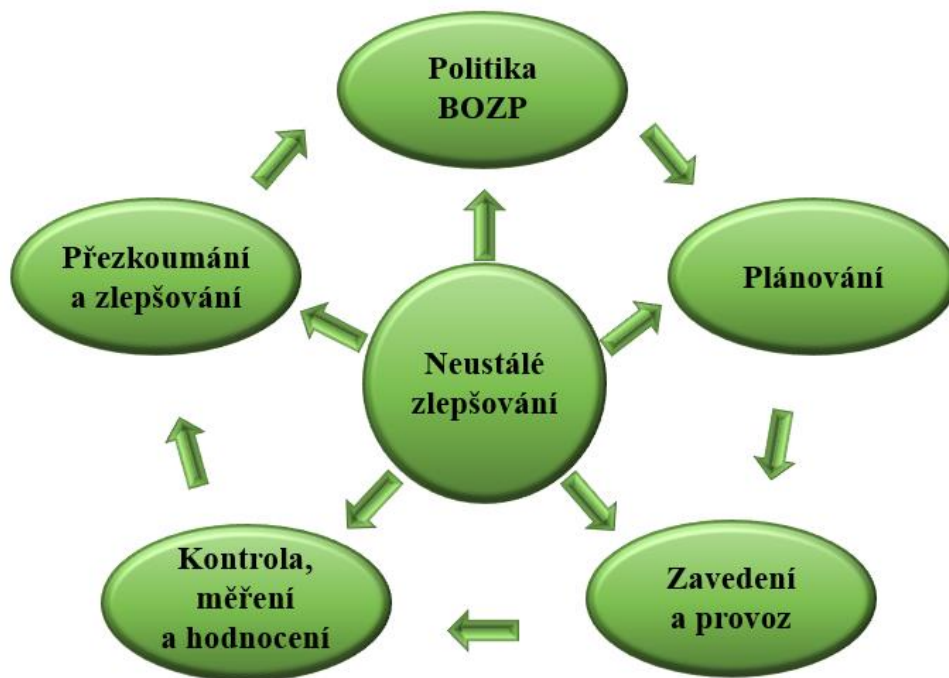 Politika
BOZP
Přezkoumání
a zlepšování
Plánování
Neustálé
zlepšování
Kontrola,
měření
a hodnocení
Zavedení
a provoz